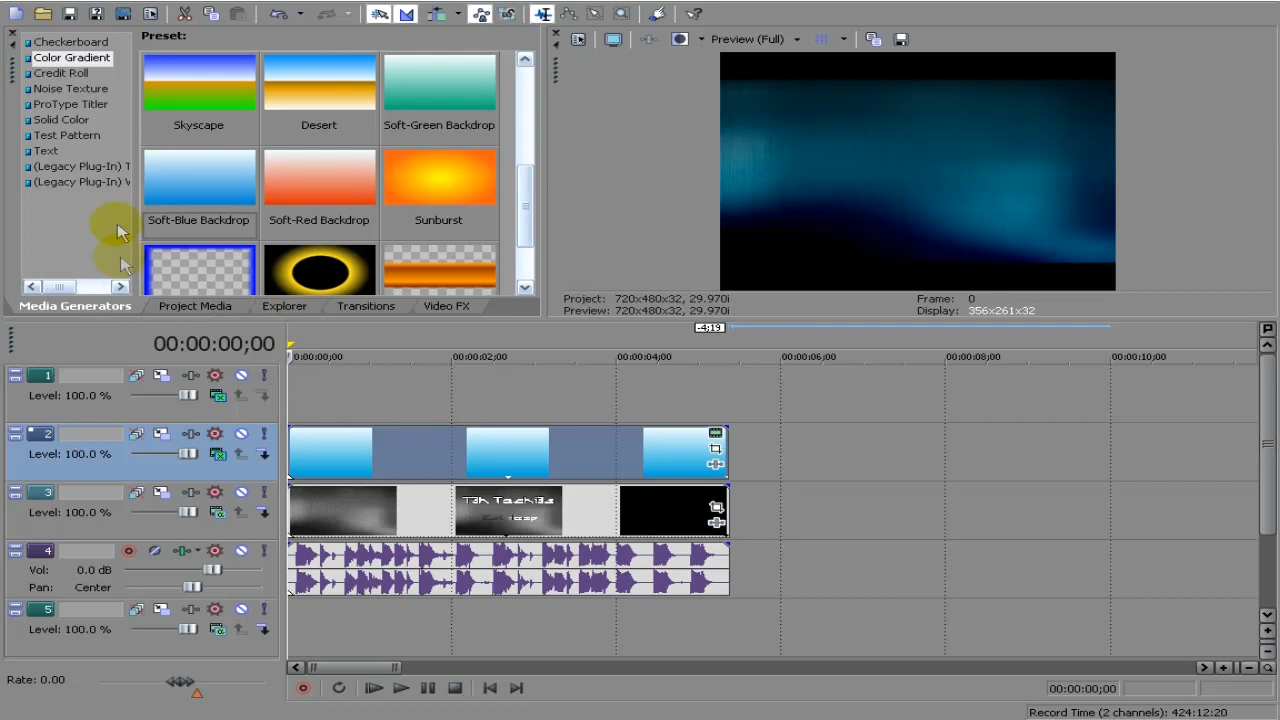 Checkerboard
Color Gradient
Credit Roll
Noise Texture
ProType Titler
Solid Color
Test Pattern
Text
(Legacy Plug-In) T
(Legacy Plug-In)
Preset:
Skyscape
Desert
Soft-Green Backdrop
Soft-Blue Backdrop
Soft-Red Backdrop
Sunburst
Media Generators
Project Media
Explorer
Transitions
Video FX
Preview (Full)
Project: 720x480x32, 29.970i
Preview: 720x480x32, 29.970i
Frame: 0
Display: 356x261x32
-4;19
00:00:00;00
0:00:00;00
00:00:02;00
00:00:04;00
00:00:06;00
00:00:08;00
00:00:10;00
1
Level: 100.0 %
2
Level: 100.0 %
3
Level: 100.0 %
4
Vol: 0.0 dB
Pan: Center
5
Level: 100.0 %
Rate: 0.00
00:00:00;00
Record Time (2 channels): 424:12:20